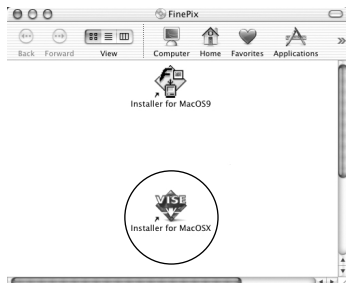 FinePix
Back Forward View Computer Home Favorites Applications
Installer for MacOS9
VISE
Installer for MacOSX